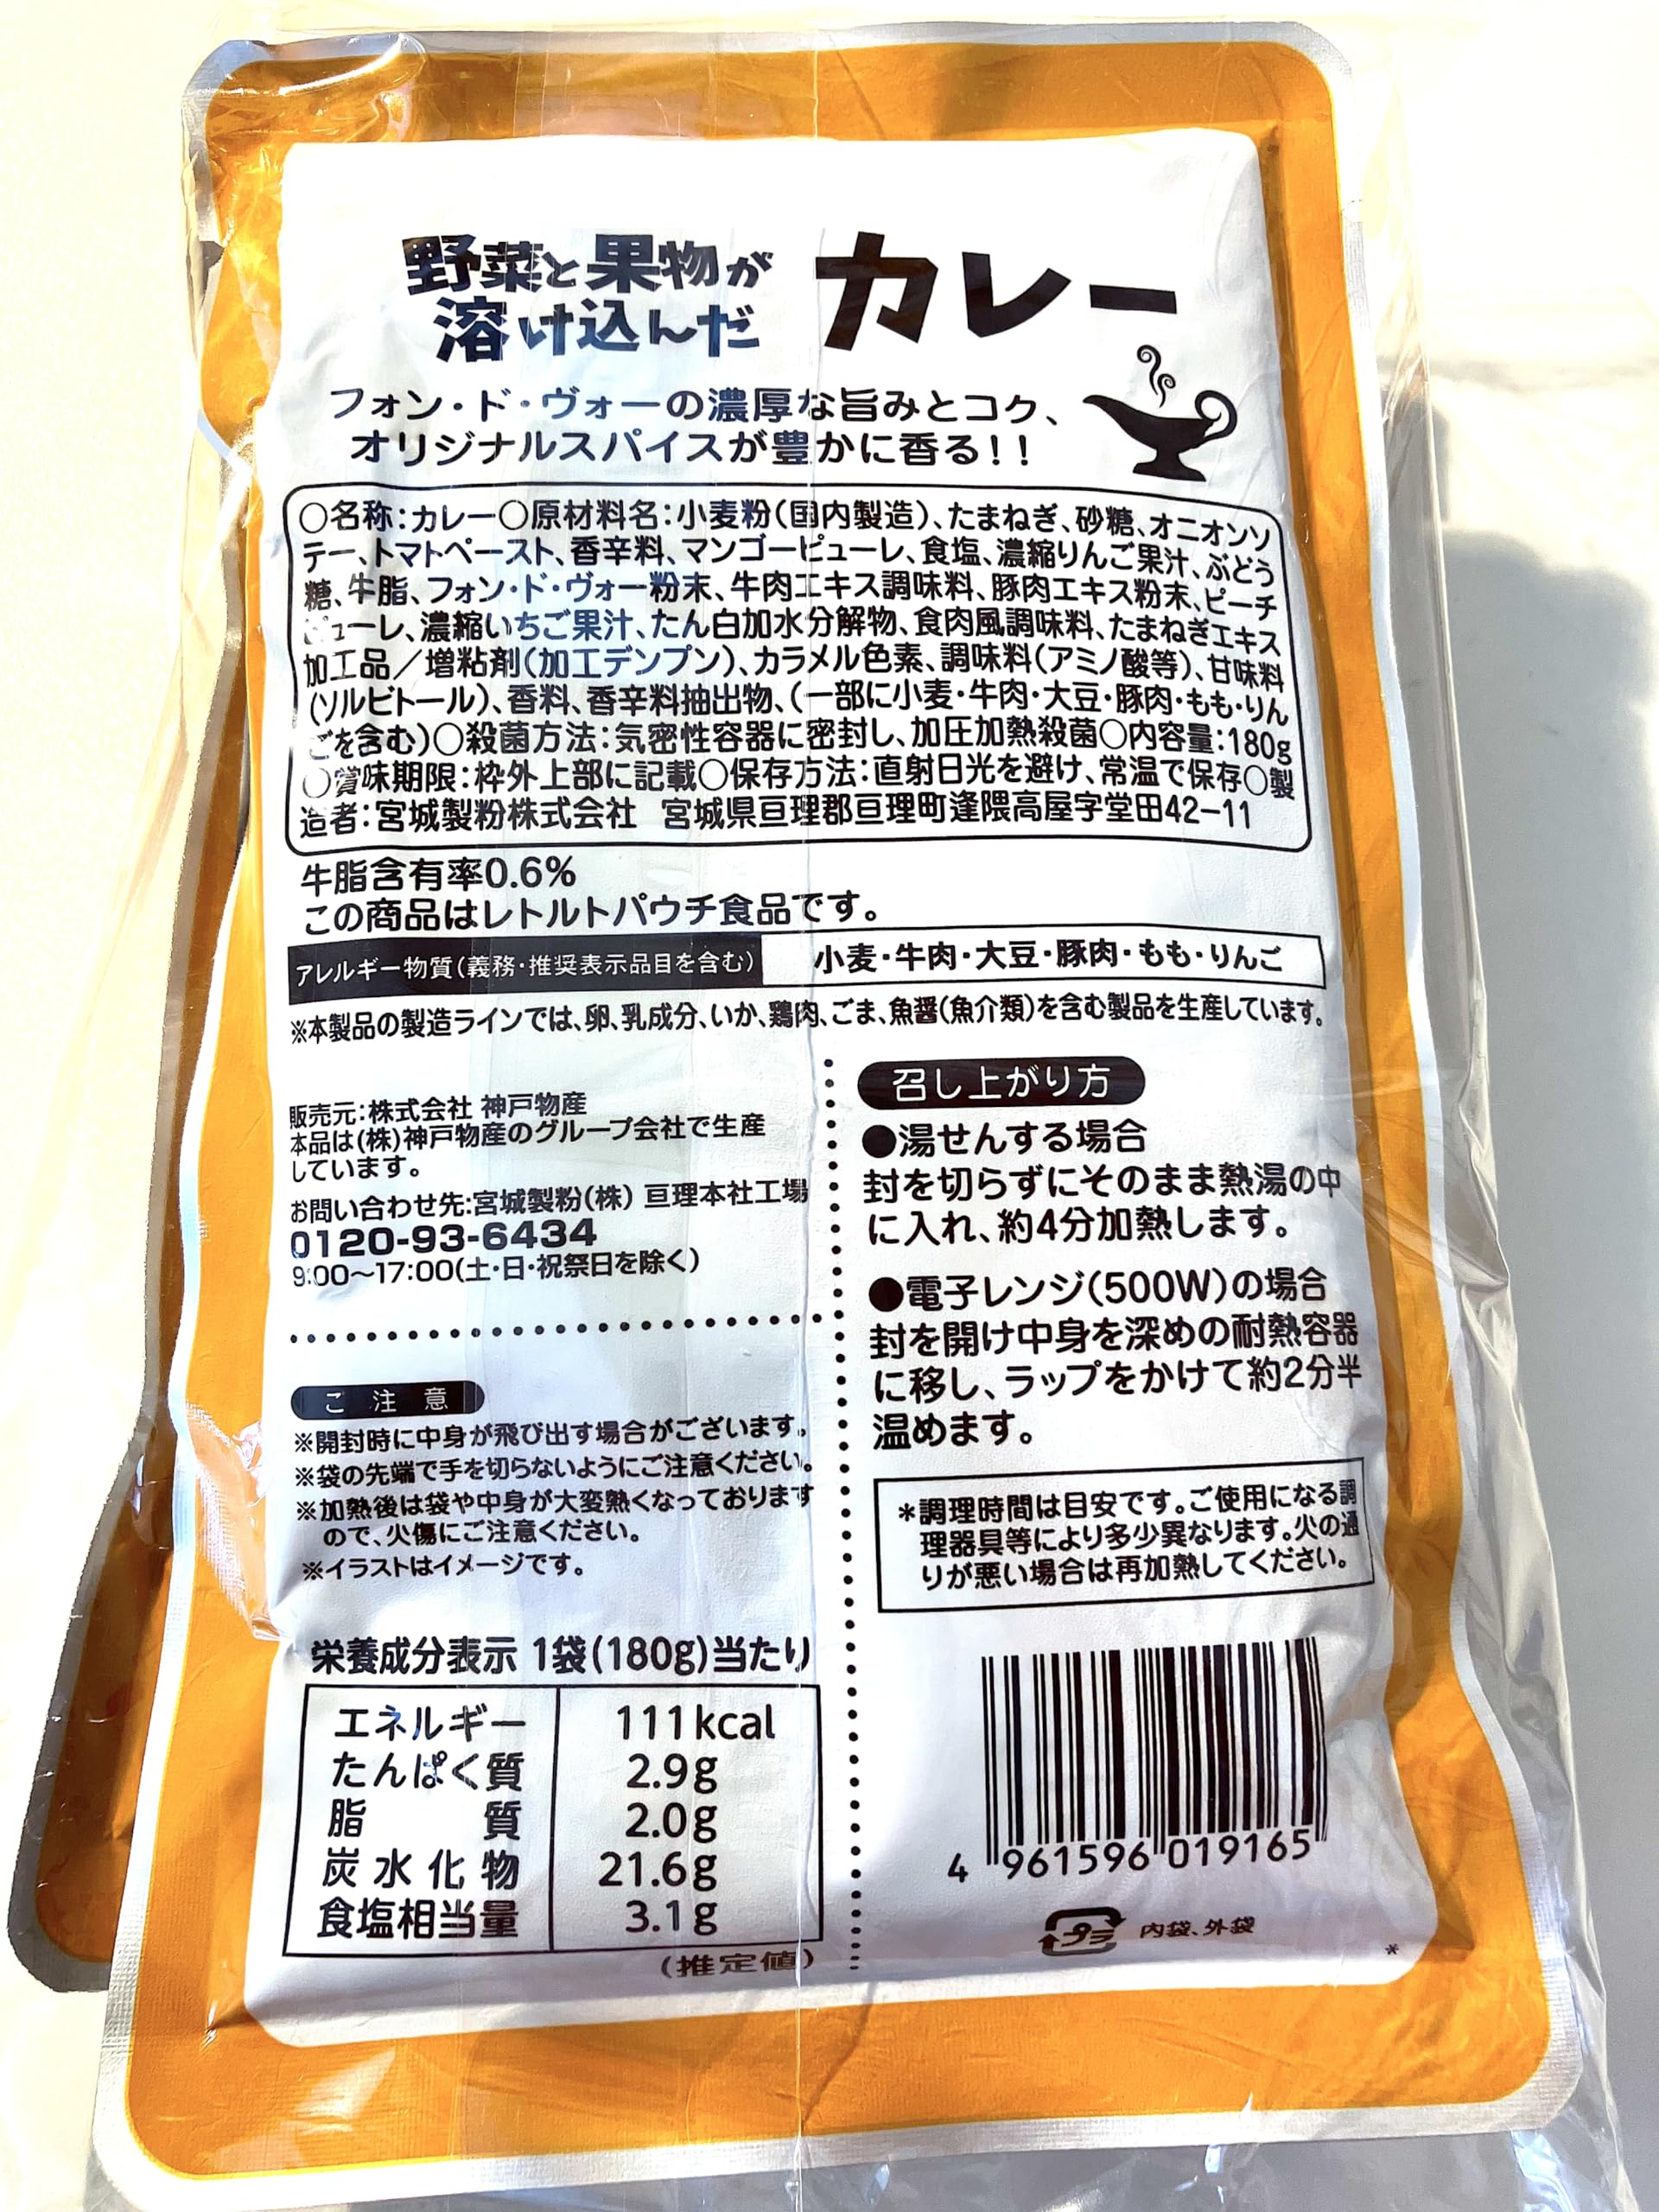 野菜と果物が
溶け込んだ
カレー
フォン・ド・ヴォーの濃厚な旨みとコク、
オリジナルスパイスが豊かに香る!!
○名称:カレー○原材料名:小麦粉(国内製造)、たまねぎ、砂糖、オニオンソ
テー、トマトペースト、香辛料、マンゴーピューレ、食塩、濃縮りんご果汁、ぶどう
糖、牛脂、フォン・ド・ヴォー粉末、牛肉エキス調味料、豚肉エキス粉末、ピーチ
ピューレ、濃縮いちご果汁、たん白加水分解物、食肉風調味料、たまねぎエキス
加工品/増粘剤(加工デンプン)、カラメル色素、調味料(アミノ酸等)、甘味料
(ソルビトール)、香料、香辛料抽出物、(一部に小麦・牛肉・大豆・豚肉・もも・りん
ごを含む)○殺菌方法:気密性容器に密封し、加圧加熱殺菌○内容量:180g
○賞味期限:枠外上部に記載○保存方法:直射日光を避け、常温で保存○製
造者:宮城製粉株式会社 宮城県亘理郡亘理町逢隈高屋字堂田42-11
牛脂含有率0.6%
この商品はレトルトパウチ食品です。
アレルギー物質(義務・推奨表示品目を含む) 小麦・牛肉・大豆・豚肉・もも・りんご
※本製品の製造ラインでは、卵、乳成分、いか、鶏肉、ごま、魚醤(魚介類)を含む製品を生産しています。
販売元:株式会社 神戸物産
本品は(株)神戸物産のグループ会社で生産
しています。
お問い合わせ先:宮城製粉(株) 亘理本社工場
0120-93-6434
9:00～17:00(土・日・祝祭日を除く)
ご注意
※開封時に中身が飛び出す場合がございます。
※袋の先端で手を切らないようにご注意ください。
※加熱後は袋や中身が大変熱くなっております
ので、火傷にご注意ください。
※イラストはイメージです。
栄養成分表示 1袋(180g)当たり
エネルギー 111kcal
たんぱく質 2.9g
脂質 2.0g
炭水化物 21.6g
食塩相当量 3.1g
(推定値)
召し上がり方
●湯せんする場合
封を切らずにそのまま熱湯の中
に入れ、約4分加熱します。
●電子レンジ(500W)の場合
封を開け中身を深めの耐熱容器
に移し、ラップをかけて約2分半
温めます。
*調理時間は目安です。ご使用になる調
理器具等により多少異なります。火の通
りが悪い場合は再加熱してください。
4 961596 019165
プラ 内袋、外袋
*